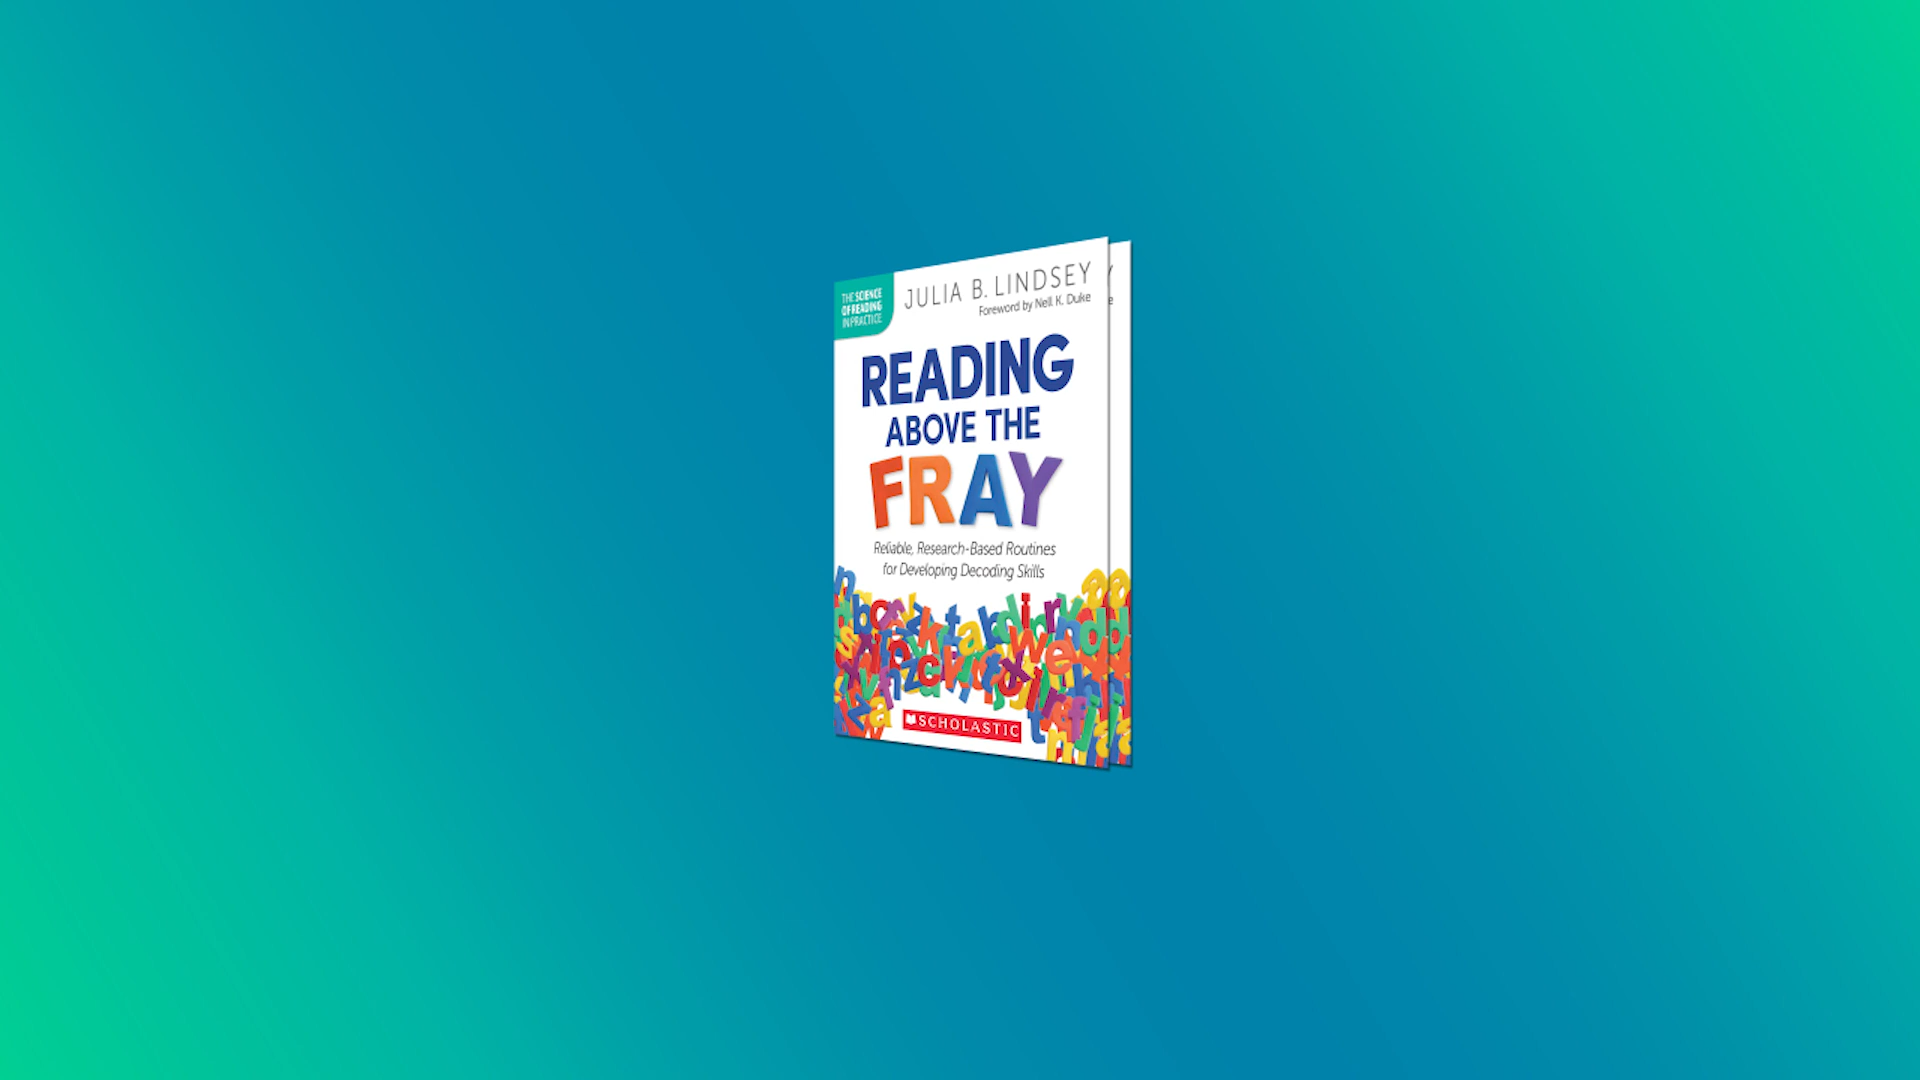 THE SCIENCE
OF READING
IN PRACTICE
JULIA B. LINDSEY
Foreword by Nell K. Duke
READING
ABOVE THE
FRAY
Reliable, Research-Based Routines
for Developing Decoding Skills
SCHOLASTIC